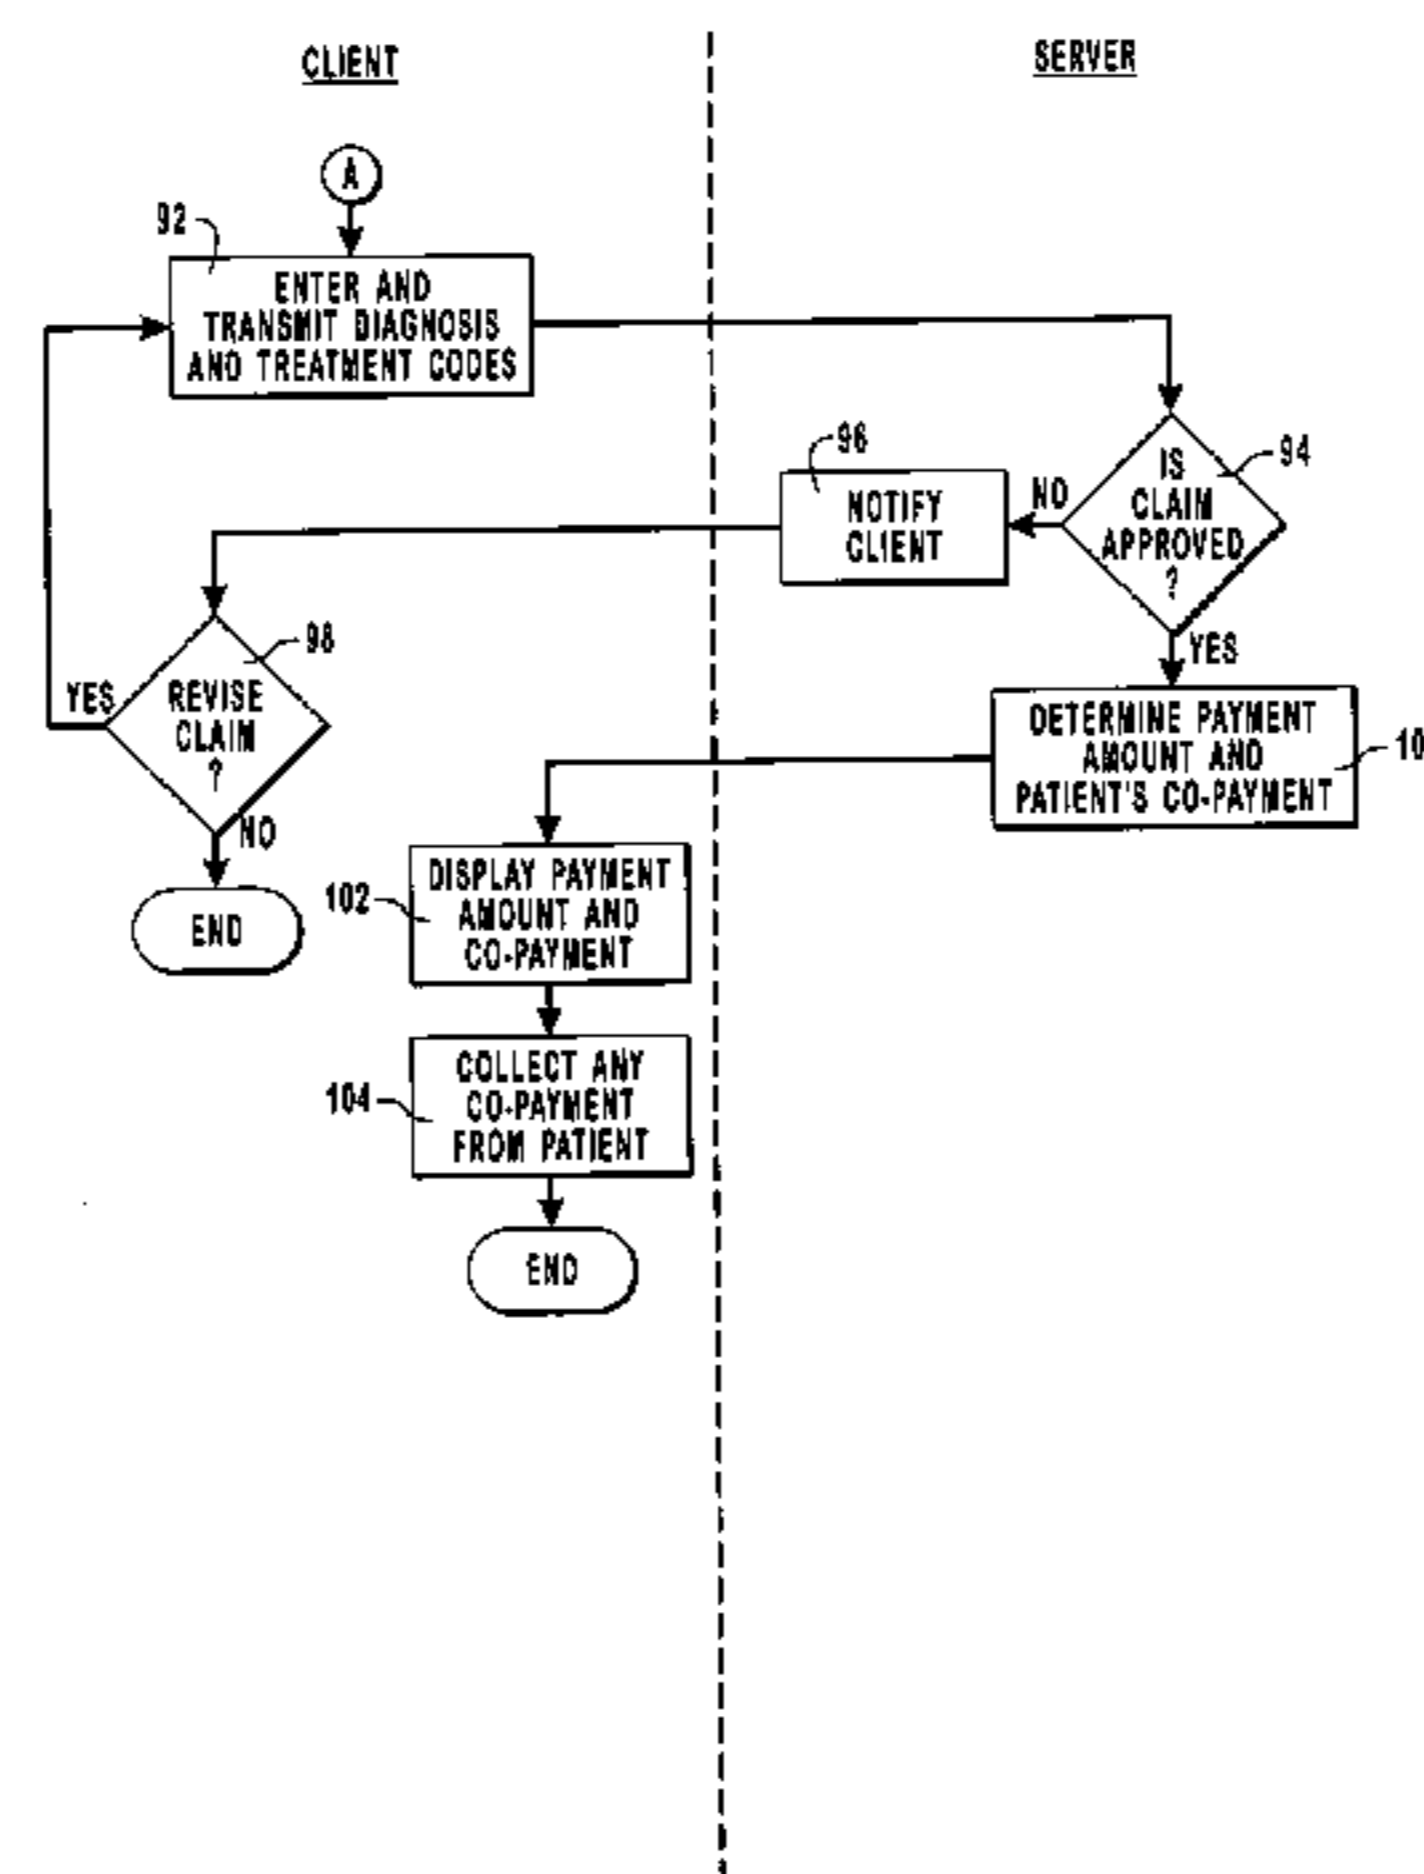 CLIENT
SERVER
A
92
ENTER AND
TRANSMIT DIAGNOSIS
AND TREATMENT CODES
96
94
IS
CLAIM
APPROVED
?
NO
NOTIFY
CLIENT
YES
98
REVISE
CLAIM
?
YES
NO
END
DETERMINE PAYMENT
AMOUNT AND
PATIENT'S CO-PAYMENT
10
102
DISPLAY PAYMENT
AMOUNT AND
CO-PAYMENT
104
COLLECT ANY
CO-PAYMENT
FROM PATIENT
END